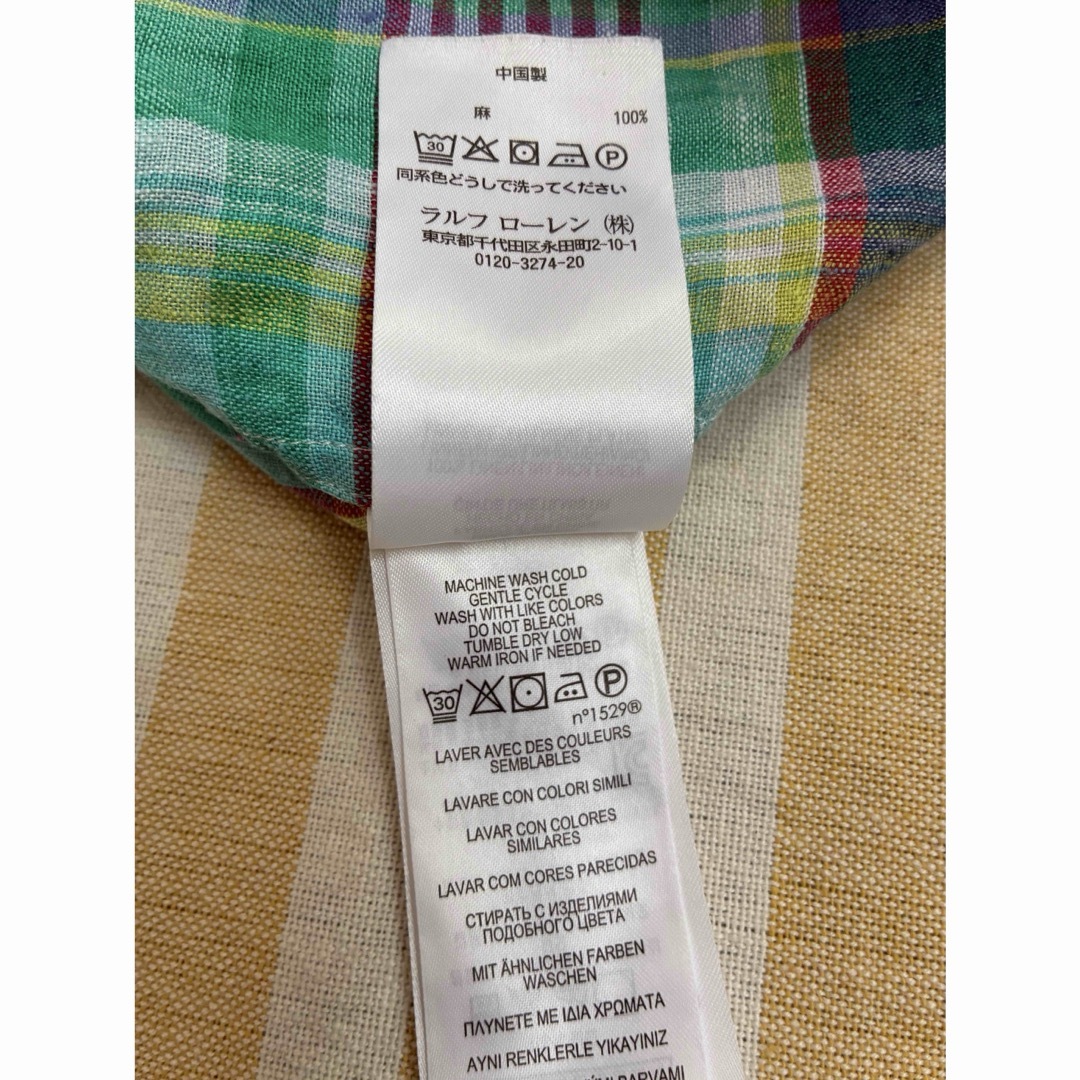 中国製
麻 100%
30 P
同系色どうしで洗ってください
ラルフ ローレン (株)
東京都千代田区永田町2-10-1
0120-3274-20
MACHINE WASH COLD
GENTLE CYCLE
WASH WITH LIKE COLORS
DO NOT BLEACH
TUMBLE DRY LOW
WARM IRON IF NEEDED
30 P
nº1529®
LAVER AVEC DES COULEURS
SEMBLABLES
LAVARE CON COLORI SIMILI
LAVAR CON COLORES
SIMILARES
LAVAR COM CORES PARECIDAS
СТИРАТЬ С ИЗДЕЛИЯМИ
ПОДОБНОГО ЦВЕТА
MIT ÄHNLICHEN FARBEN
WASCHEN
ΠΛΥΝΕΤΕ ΜΕ ΙΔΙΑ ΧΡΩΜΑΤΑ
AYNI RENKLERLE YIKAYINIZ
BARVAMI